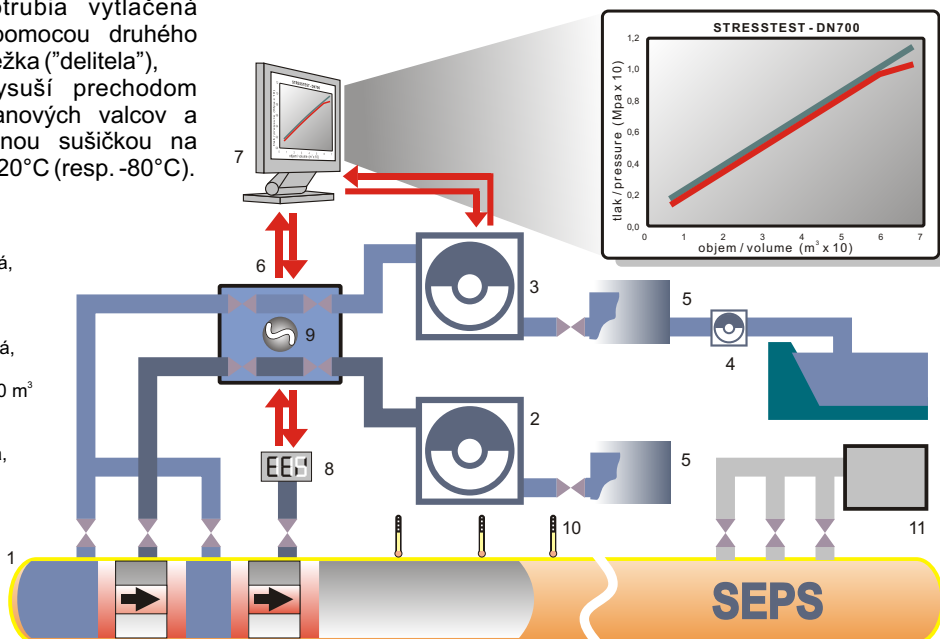 otrubia vytlačená
pomocou druhého
ežka ("delitela"),
ysuší prechodom
anových valcov a
nou sušičkou na
20°C (resp. -80°C).
á,
á,
0 m³
,
STRESSTEST - DN700
tlak / pressure (Mpa x 10)
1,2
1,0
0,8
0,6
0,4
0,2
0,0
0 1 2 3 4 5 6 7
objem / volume (m³ x 10)
STRESSTEST - DN700
7
6
9
3
5
4
2
5
8
10
11
1
SEPS